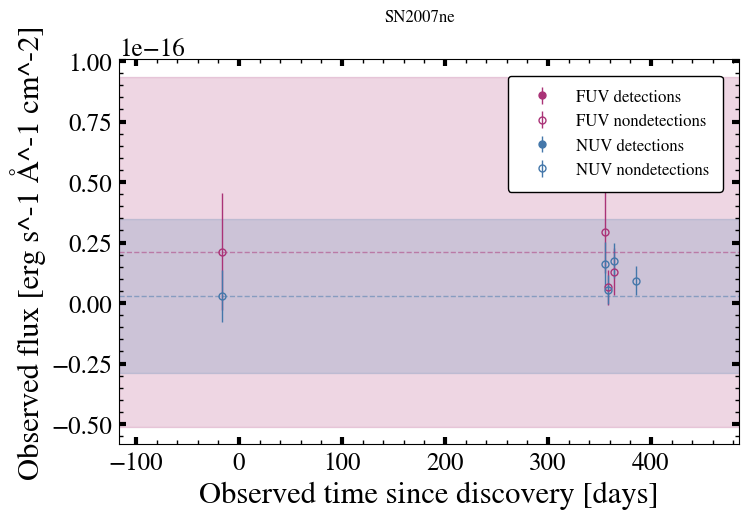 SN2007ne
1e−16
1.00
0.75
0.50
0.25
0.00
−0.25
−0.50
Observed flux [erg s^-1 Å^-1 cm^-2]
FUV detections
FUV nondetections
NUV detections
NUV nondetections
−100 0 100 200 300 400
Observed time since discovery [days]